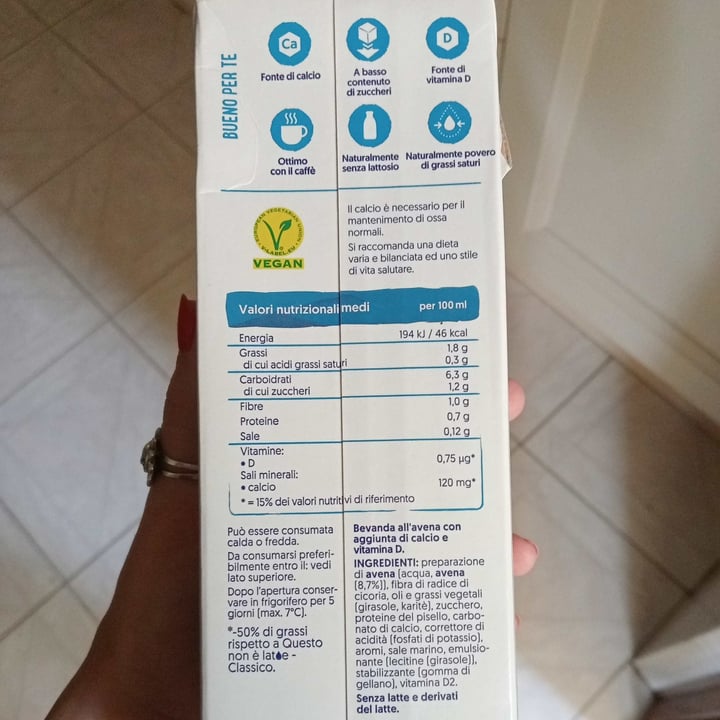 BUENO PER TE
Ca
Fonte di calcio
A basso
contenuto
di zuccheri
D
Fonte di
vitamina D
Ottimo
con il caffè
Naturalmente
senza lattosio
Naturalmente povero
di grassi saturi
EUROPEAN VEGETARIAN UNION
V-LABEL.EU
VEGAN
Il calcio è necessario per il
mantenimento di ossa
normali.
Si raccomanda una dieta
varia e bilanciata ed uno stile
di vita salutare.
Valori nutrizionali medi per 100 ml
Energia 194 kJ / 46 kcal
Grassi 1,8 g
di cui acidi grassi saturi 0,3 g
Carboidrati 6,3 g
di cui zuccheri 1,2 g
Fibre 1,0 g
Proteine 0,7 g
Sale 0,12 g
Vitamine:
• D 0,75 µg*
Sali minerali:
• calcio 120 mg*
* = 15% dei valori nutritivi di riferimento
Può essere consumata
calda o fredda.
Da consumarsi preferi-
bilmente entro il: vedi
lato superiore.
Dopo l'apertura conser-
vare in frigorifero per 5
giorni (max. 7°C).
*-50% di grassi
rispetto a Questo
non è latte -
Classico.
Bevanda all'avena con
aggiunta di calcio e
vitamina D.
INGREDIENTI: preparazione
di avena (acqua, avena
(8,7%)), fibra di radice di
cicoria, oli e grassi vegetali
(girasole, karitè), zucchero,
proteine del pisello, carbo-
nato di calcio, correttore di
acidità (fosfati di potassio),
aromi, sale marino, emulsio-
nante (lecitine (girasole)),
stabilizzante (gomma di
gellano), vitamina D2.
Senza latte e derivati
del latte.